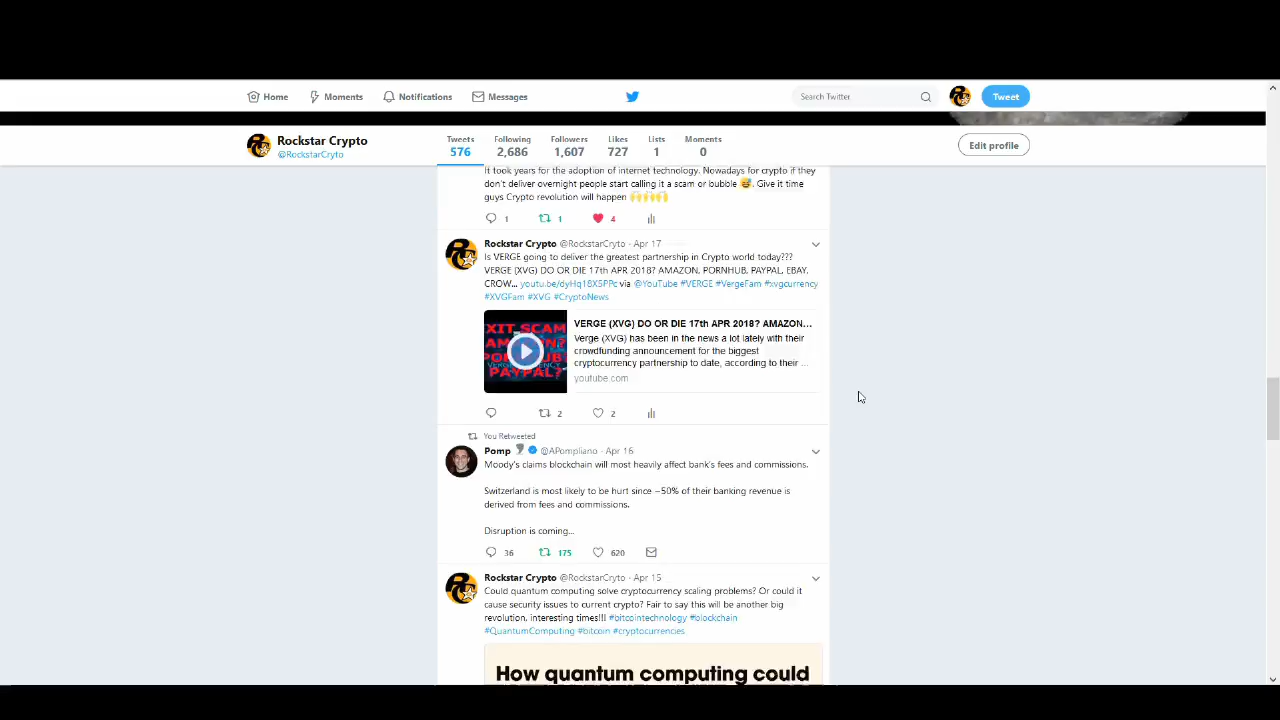 Home Moments Notifications Messages Search Twitter Tweet
Rockstar Crypto
@RockstarCryto
Tweets Following Followers Likes Lists Moments
576 2,686 1,607 727 1 0
Edit profile
It took years for the adoption of internet technology. Nowadays for crypto if they
don't deliver overnight people start calling it a scam or bubble 😅. Give it time
guys Crypto revolution will happen 🙌🙌🙌
1 1 4
Rockstar Crypto @RockstarCryto · Apr 17
Is VERGE going to deliver the greatest partnership in Crypto world today???
VERGE (XVG) DO OR DIE 17th APR 2018? AMAZON, PORNHUB, PAYPAL, EBAY,
CROW... youtu.be/dyHq18X5PPc via @YouTube #VERGE #VergeFam #xvgcurrency
#XVGFam #XVG #CryptoNews
VERGE (XVG) DO OR DIE 17th APR 2018? AMAZON...
Verge (XVG) has been in the news a lot lately with their
crowdfunding announcement for the biggest
cryptocurrency partnership to date, according to their ...
youtube.com
2 2
You Retweeted
Pomp 🌪 @APompliano · Apr 16
Moody's claims blockchain will most heavily affect bank's fees and commissions.
Switzerland is most likely to be hurt since ~50% of their banking revenue is
derived from fees and commissions.
Disruption is coming...
36 175 620
Rockstar Crypto @RockstarCryto · Apr 15
Could quantum computing solve cryptocurrency scaling problems? Or could it
cause security issues to current crypto? Fair to say this will be another big
revolution, interesting times!!! #bitcointechnology #blockchain
#QuantumComputing #bitcoin #cryptocurrencies
How quantum computing could